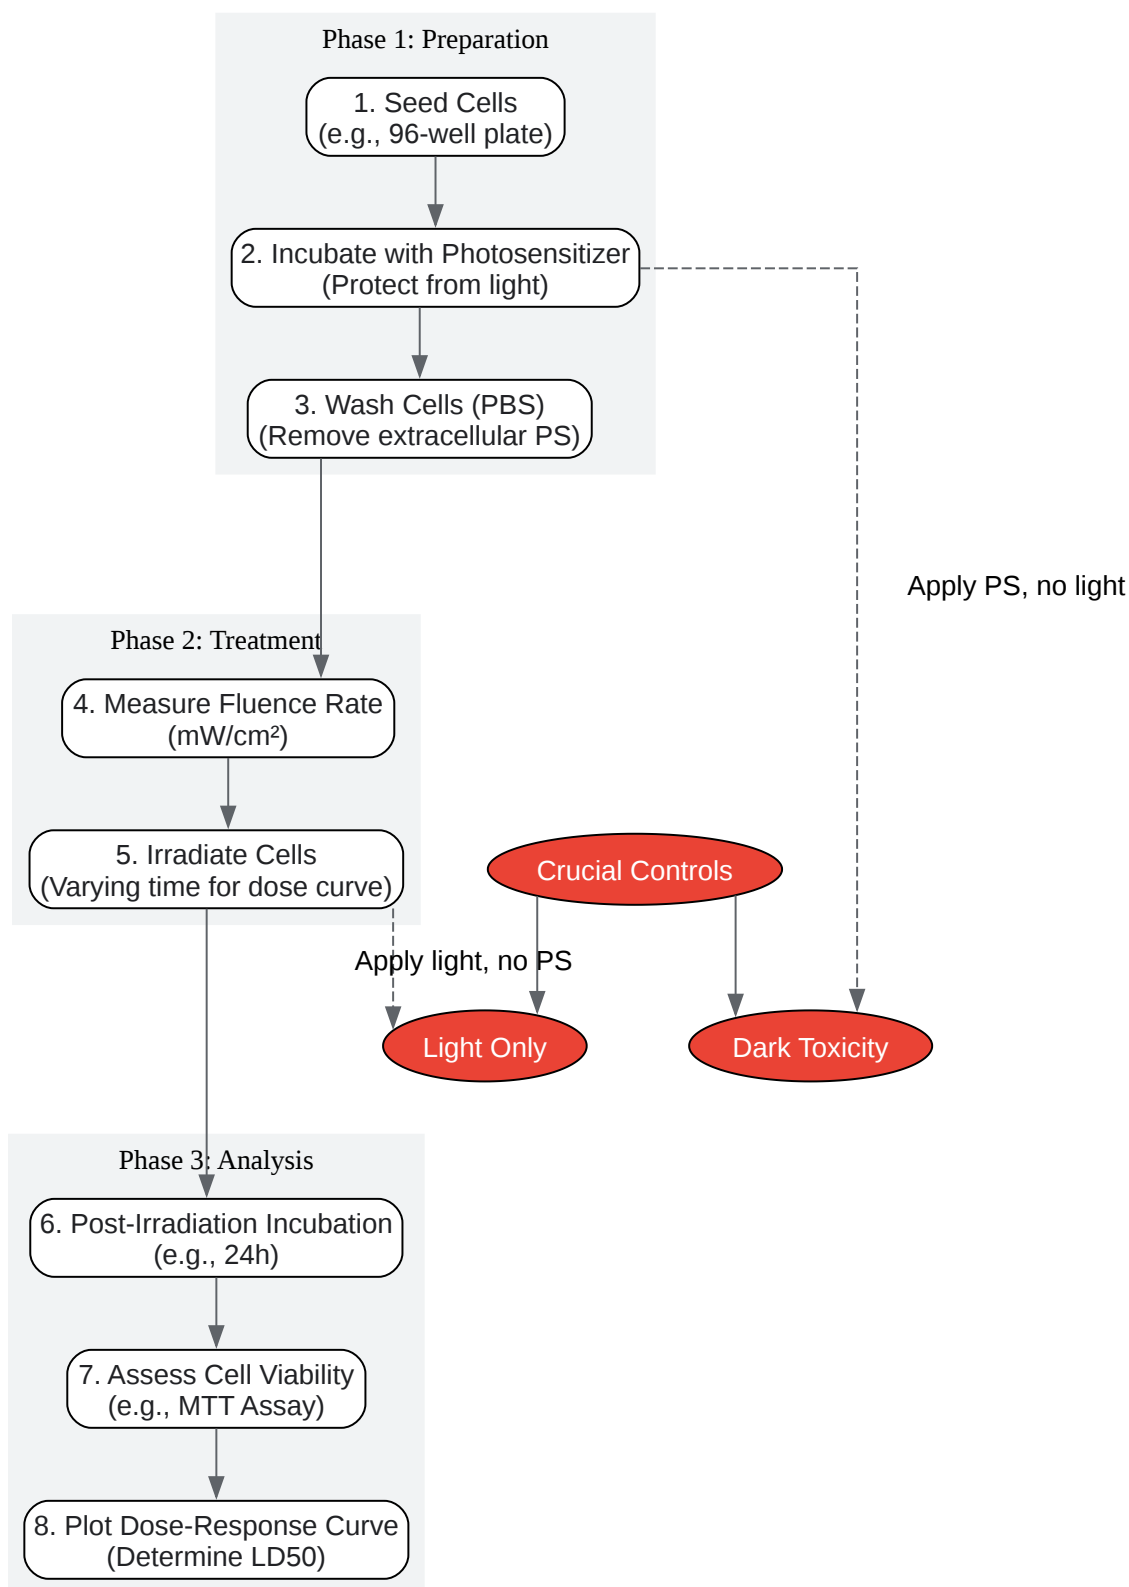 Phase 1: Preparation
1. Seed Cells
(e.g., 96-well plate)
2. Incubate with Photosensitizer
(Protect from light)
3. Wash Cells (PBS)
(Remove extracellular PS)
Apply PS, no light
Phase 2: Treatment
4. Measure Fluence Rate
(mW/cm²)
5. Irradiate Cells
(Varying time for dose curve)
Crucial Controls
Apply light, no PS
Light Only
Dark Toxicity
Phase 3: Analysis
6. Post-Irradiation Incubation
(e.g., 24h)
7. Assess Cell Viability
(e.g., MTT Assay)
8. Plot Dose-Response Curve
(Determine LD50)